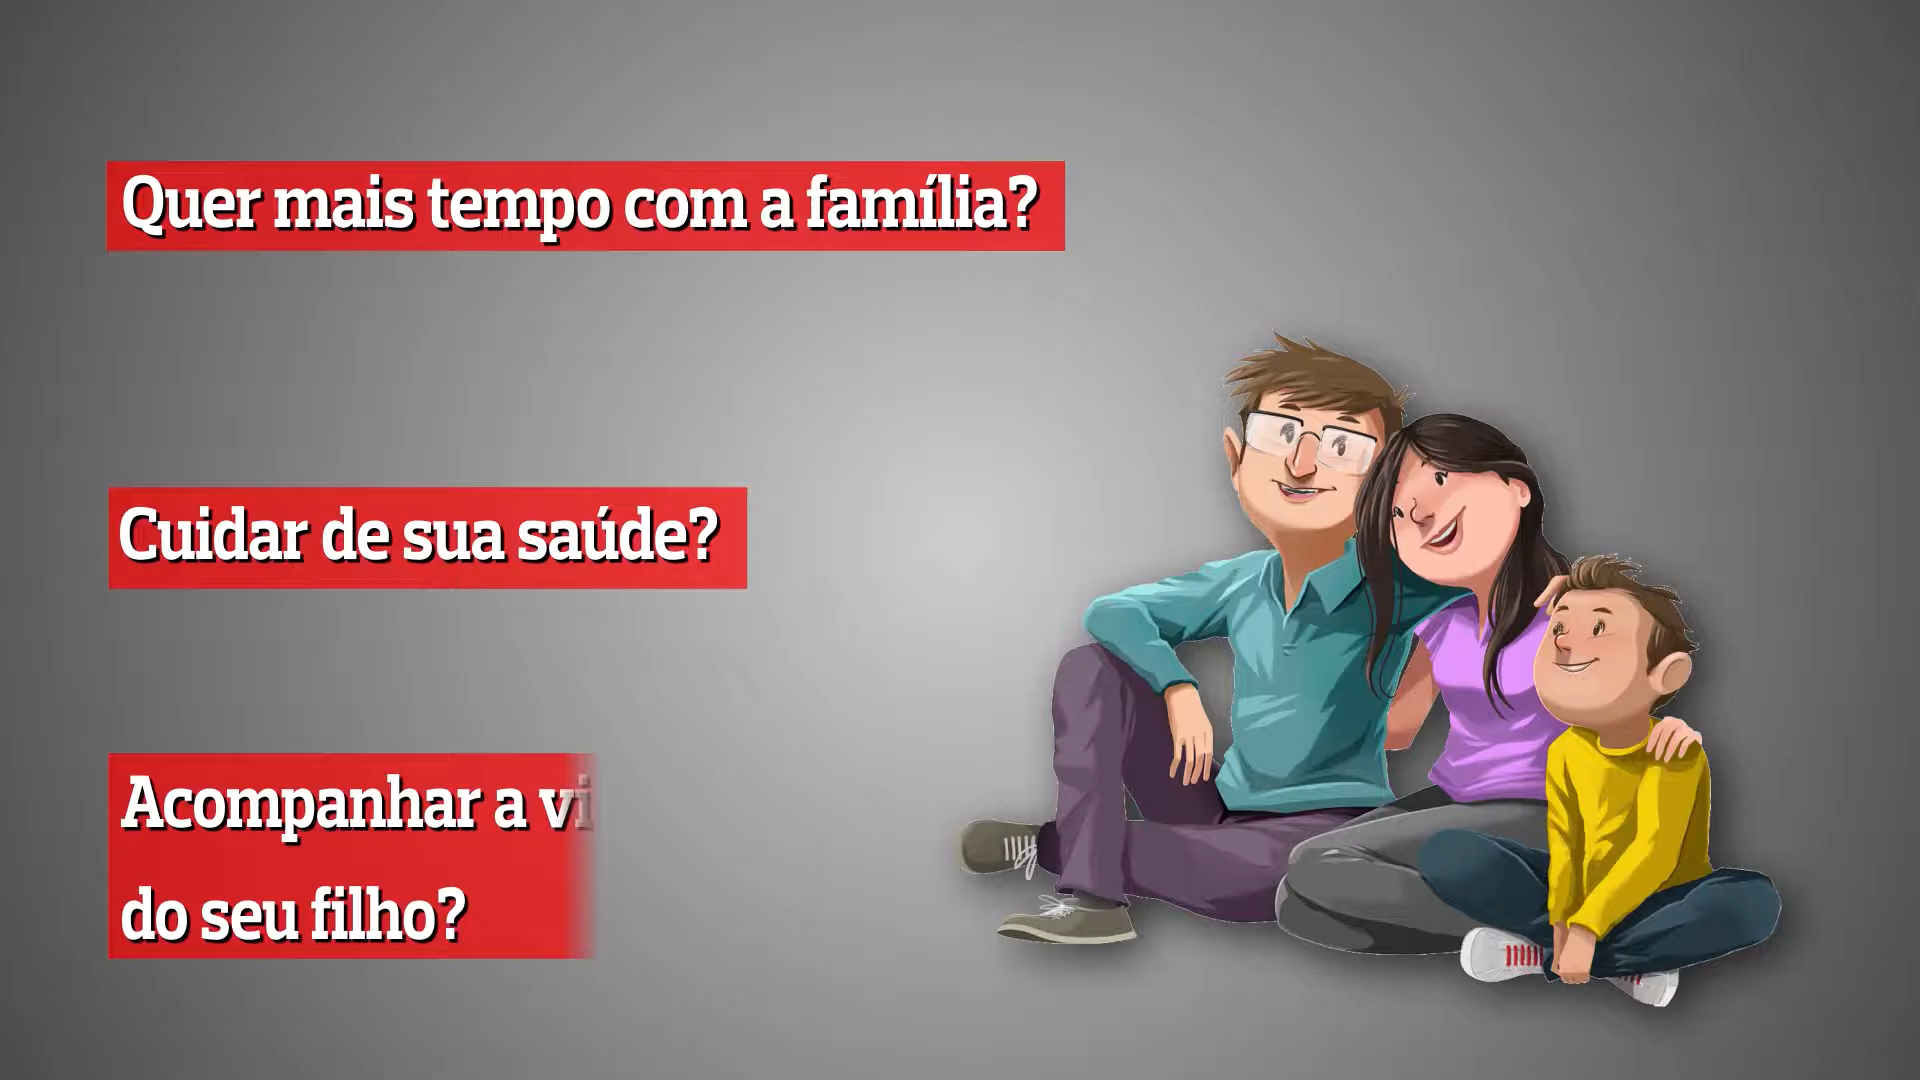 Quer mais tempo com a família?
Cuidar de sua saúde?
Acompanhar a
do seu filho?